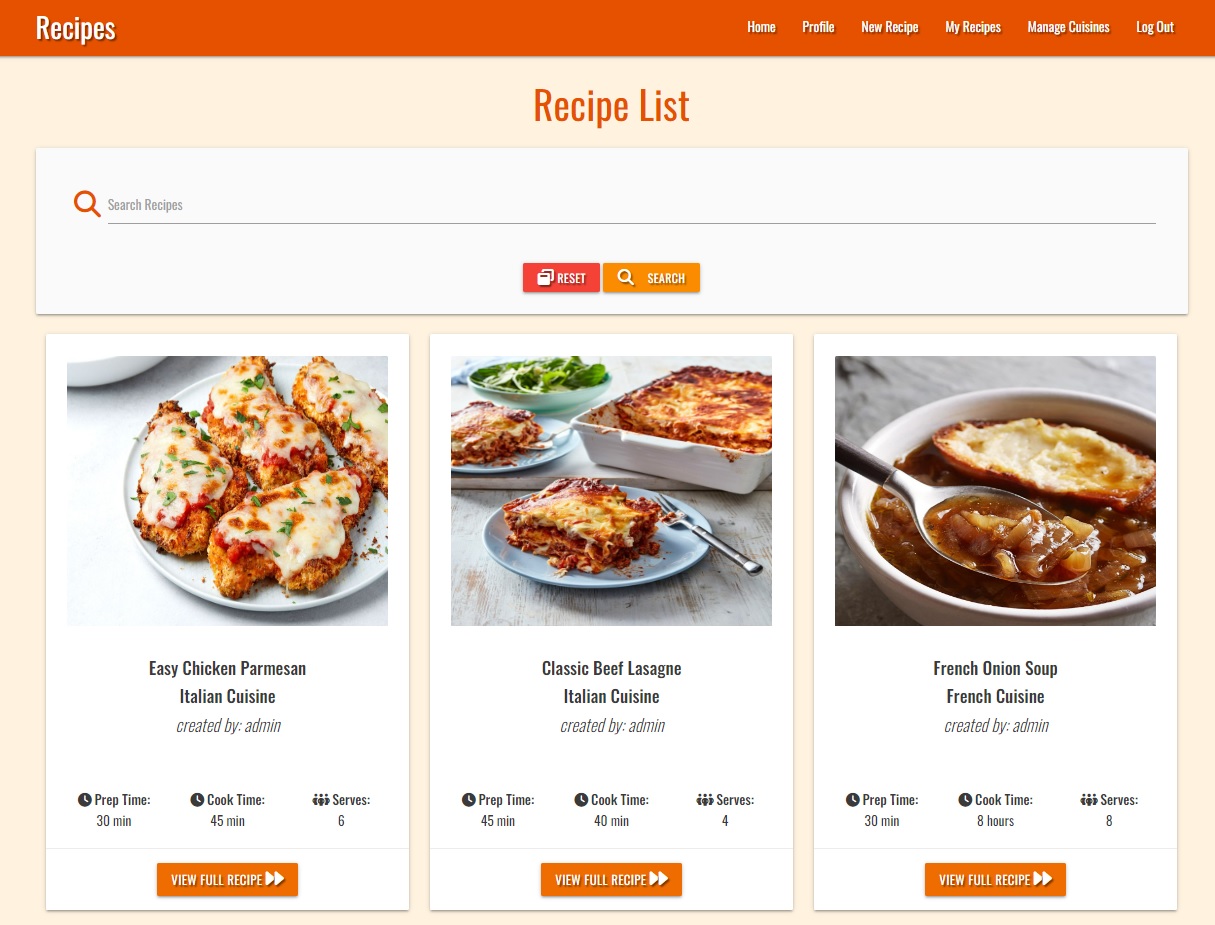 Recipes
Home Profile New Recipe My Recipes Manage Cuisines Log Out
Recipe List
Search Recipes
RESET SEARCH
Easy Chicken Parmesan
Italian Cuisine
created by: admin
Prep Time: Cook Time: Serves:
30 min 45 min 6
VIEW FULL RECIPE
Classic Beef Lasagne
Italian Cuisine
created by: admin
Prep Time: Cook Time: Serves:
45 min 40 min 4
VIEW FULL RECIPE
French Onion Soup
French Cuisine
created by: admin
Prep Time: Cook Time: Serves:
30 min 8 hours 8
VIEW FULL RECIPE